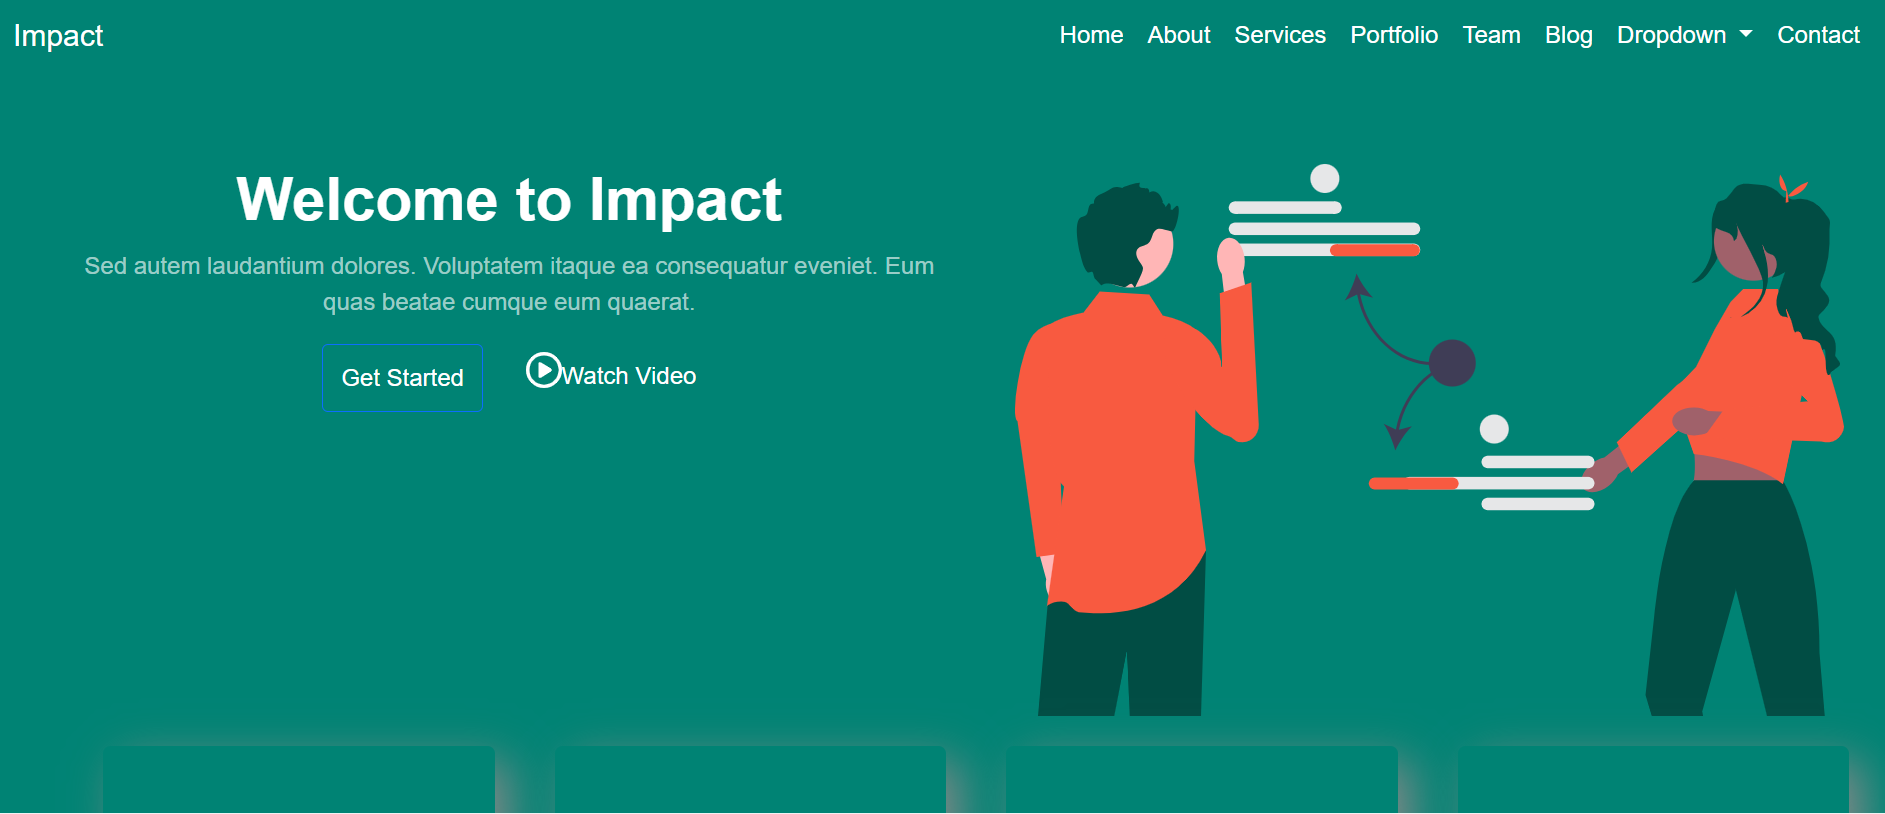 Impact
Home About Services Portfolio Team Blog Dropdown Contact
Welcome to Impact
Sed autem laudantium dolores. Voluptatem itaque ea consequatur eveniet. Eum
quas beatae cumque eum quaerat.
Get Started
Watch Video